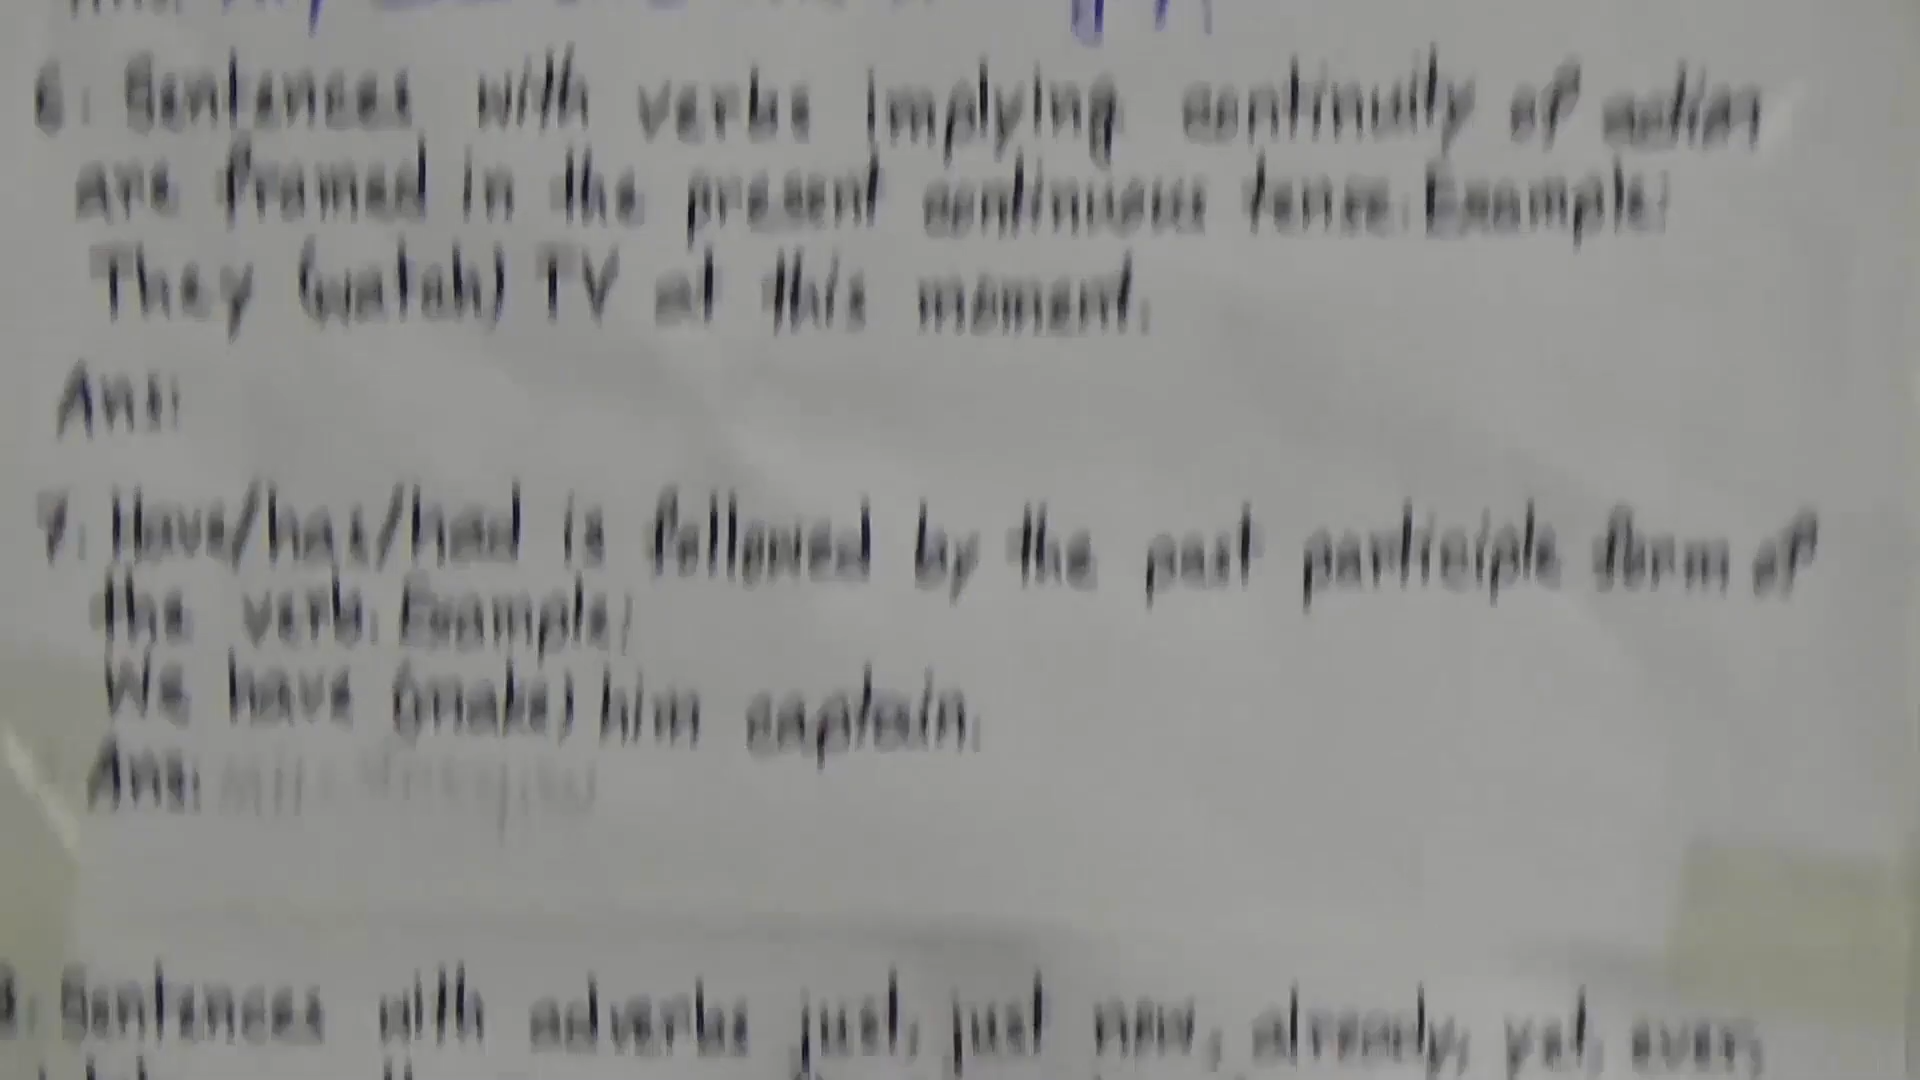 6. Sentences with verbs implying continuity of action
are framed in the present continuous tense. Example:
They (watch) TV at this moment.
Ans:
7. Have/has/had is followed by the past participle form of
the verb. Example:
We have (make) him captain.
Ans:
8. Sentences with adverbs just, just now, already, yet, ever,